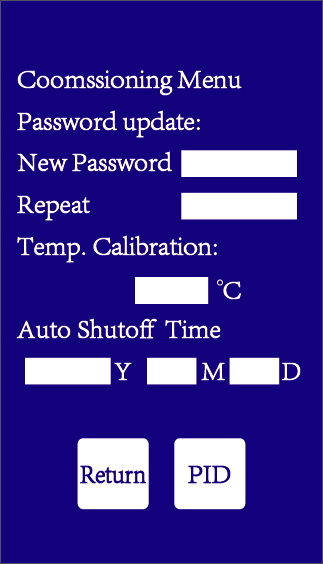 Coomssioning Menu
Password update:
New Password
Repeat
Temp. Calibration:
°C
Auto Shutoff Time
Y M D
Return PID